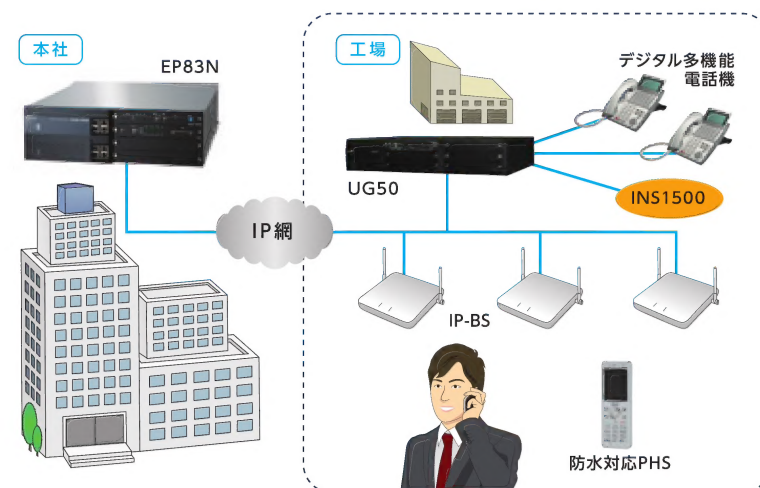 本社
EP83N
工場
デジタル多機能
電話機
UG50
INS1500
IP網
IP-BS
防水対応PHS